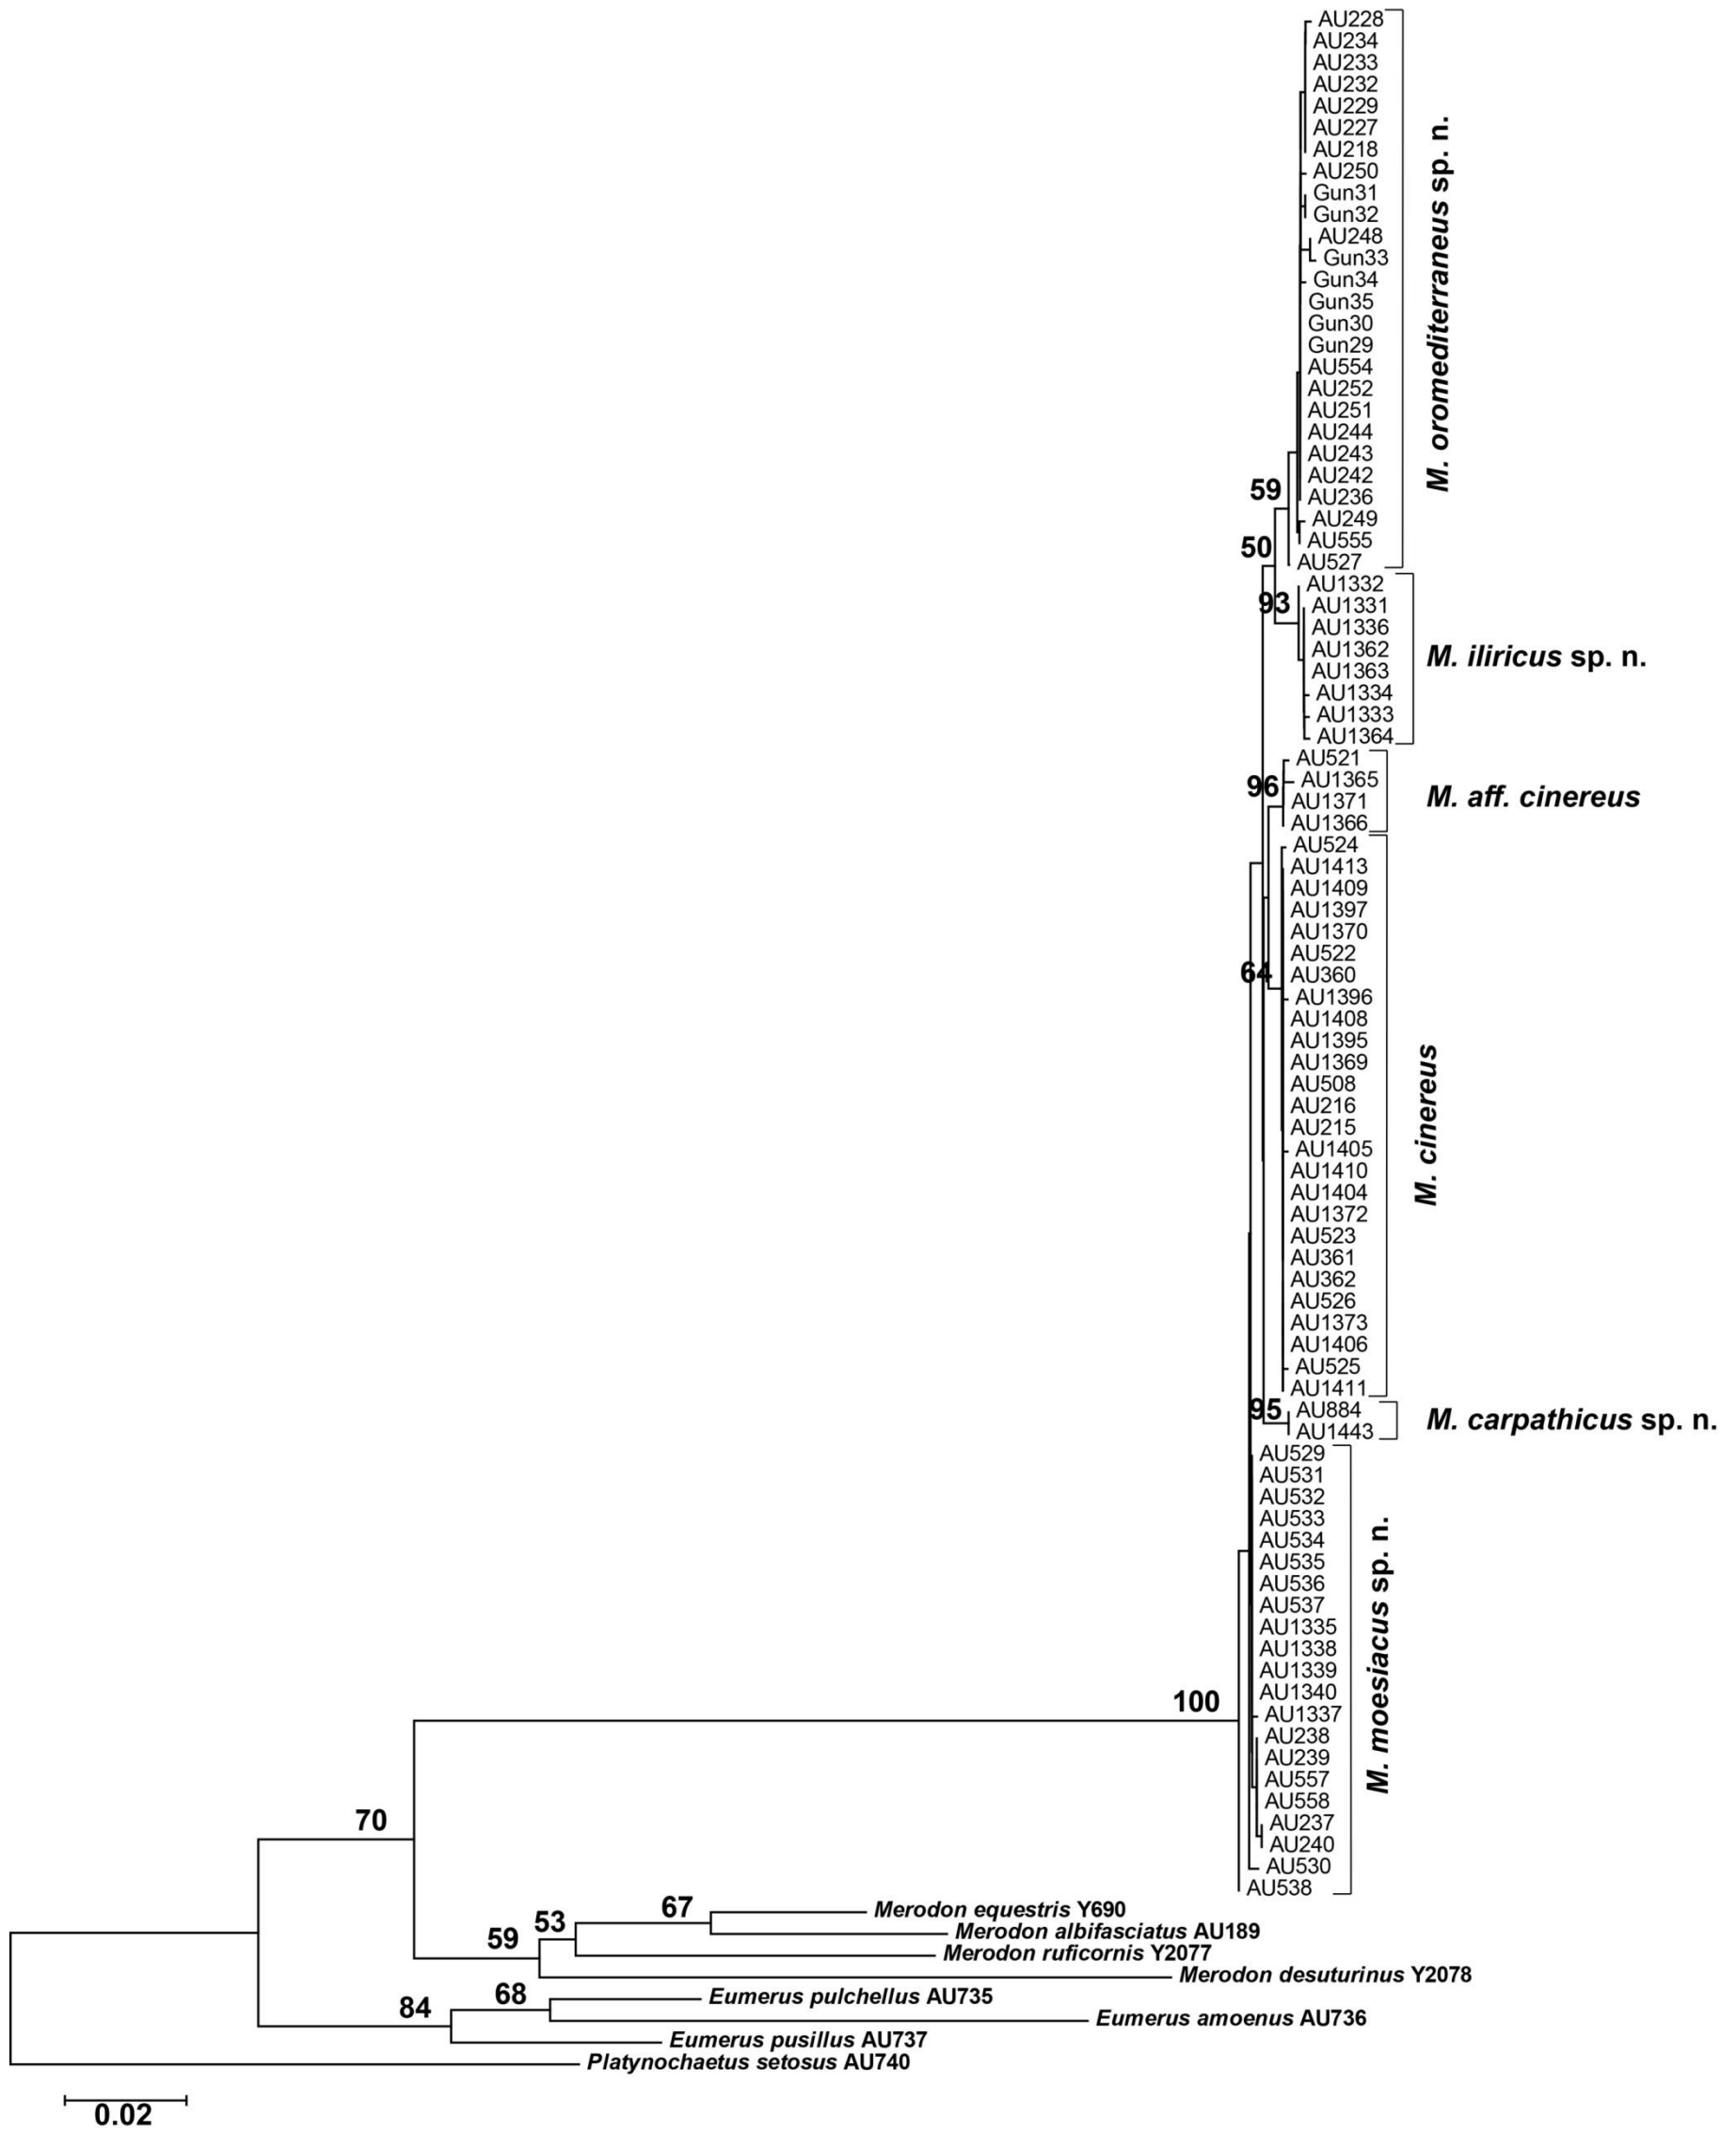 AU228
AU234
AU233
AU232
AU229
AU227
AU218
AU250
Gun31
Gun32
AU248
Gun33
Gun34
Gun35
Gun30
Gun29
AU554
AU252
AU251
AU244
AU243
AU242
AU236
AU249
AU555
AU527
M. oromediterraneus sp. n.
59
50
AU1332
AU1331
AU1336
AU1362
AU1363
AU1334
AU1333
AU1364
93
M. iliricus sp. n.
AU521
AU1365
AU1371
AU1366
96
M. aff. cinereus
AU524
AU1413
AU1409
AU1397
AU1370
AU522
AU360
AU1396
AU1408
AU1395
AU1369
AU508
AU216
AU215
AU1405
AU1410
AU1404
AU1372
AU523
AU361
AU362
AU526
AU1373
AU1406
AU525
AU1411
64
M. cinereus
95
AU884
AU1443
M. carpathicus sp. n.
AU529
AU531
AU532
AU533
AU534
AU535
AU536
AU537
AU1335
AU1338
AU1339
AU1340
AU1337
AU238
AU239
AU557
AU558
AU237
AU240
AU530
AU538
M. moesiacus sp. n.
100
70
67
Merodon equestris Y690
53
Merodon albifasciatus AU189
59
Merodon ruficornis Y2077
Merodon desuturinus Y2078
68
Eumerus pulchellus AU735
84
Eumerus amoenus AU736
Eumerus pusillus AU737
Platynochaetus setosus AU740
0.02